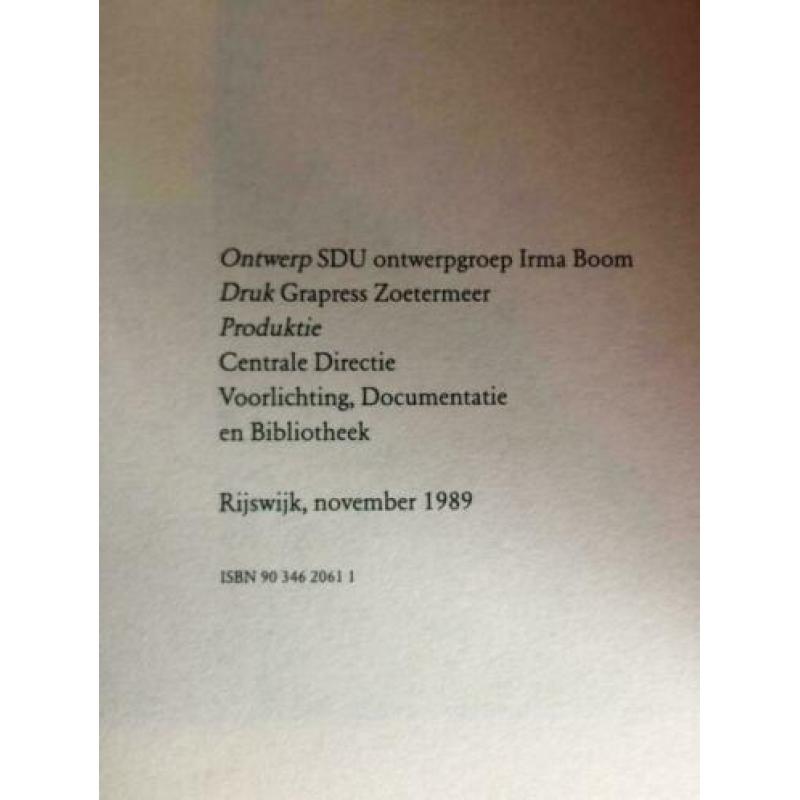 Ontwerp SDU ontwerpgroep Irma Boom
Druk Grapress Zoetermeer
Produktie
Centrale Directie
Voorlichting, Documentatie
en Bibliotheek
Rijswijk, november 1989
ISBN 90 346 2061 1